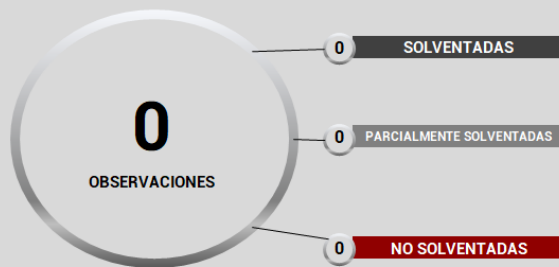 0
OBSERVACIONES
0 SOLVENTADAS
0 PARCIALMENTE SOLVENTADAS
0 NO SOLVENTADAS